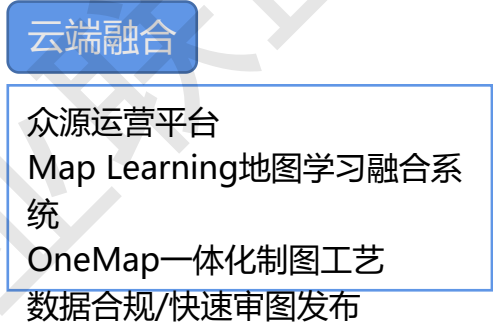 云端融合
众源运营平台
Map Learning地图学习融合系
统
OneMap一体化制图工艺
数据合规/快速审图发布